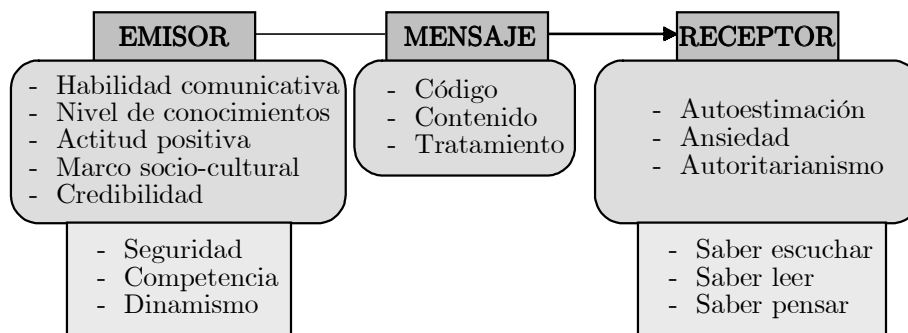 EMISOR
- Habilidad comunicativa
- Nivel de conocimientos
- Actitud positiva
- Marco socio-cultural
- Credibilidad
- Seguridad
- Competencia
- Dinamismo
MENSAJE
- Código
- Contenido
- Tratamiento
RECEPTOR
- Autoestimación
- Ansiedad
- Autoritarianismo
- Saber escuchar
- Saber leer
- Saber pensar